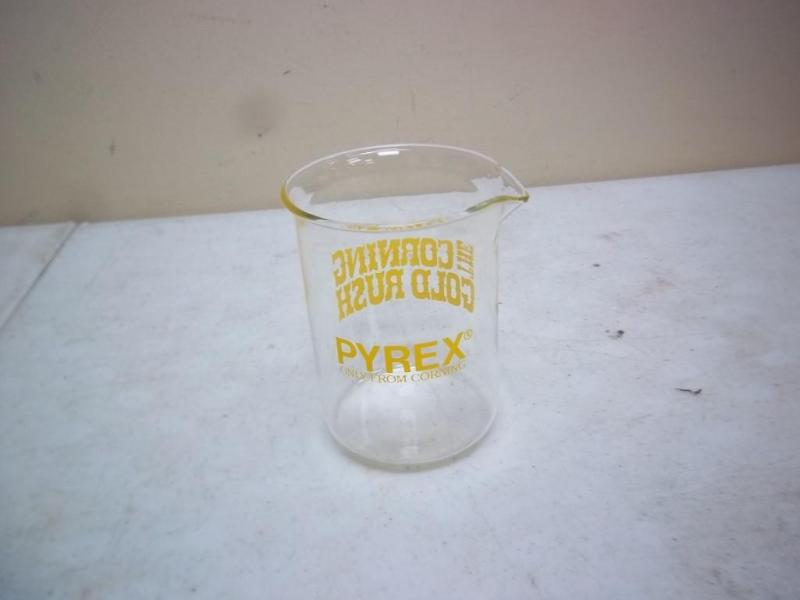 THE CORNING
GOLD RUSH
PYREX®
ONLY FROM CORNING